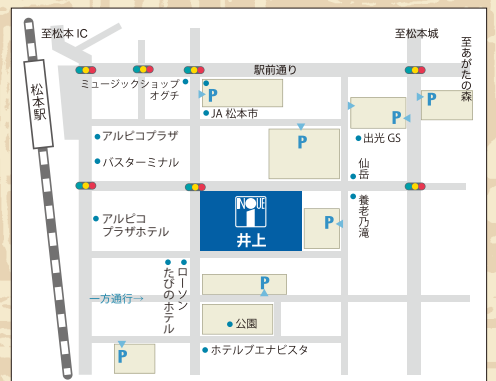 至松本IC
至松本城
至あがたの森
駅前通り
松本駅
ミュージックショップ
オグチ
P
P
P
JA 松本市
P
出光 GS
アルピコプラザ
バスターミナル
仙岳
養老乃滝
INOUE
井上
P
アルピコ
プラザホテル
ローソン
たびのホテル
P
一方通行→
公園
ホテルブエナビスタ
P